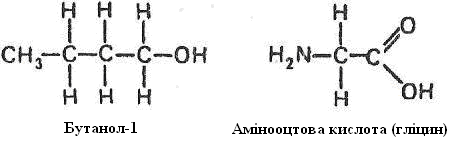 H H H
CH3-C-C-C-OH
H H H
Бутанол-1
H
H2N-C-C
O
OH
H
Амінооцтова кислота (гліцин)